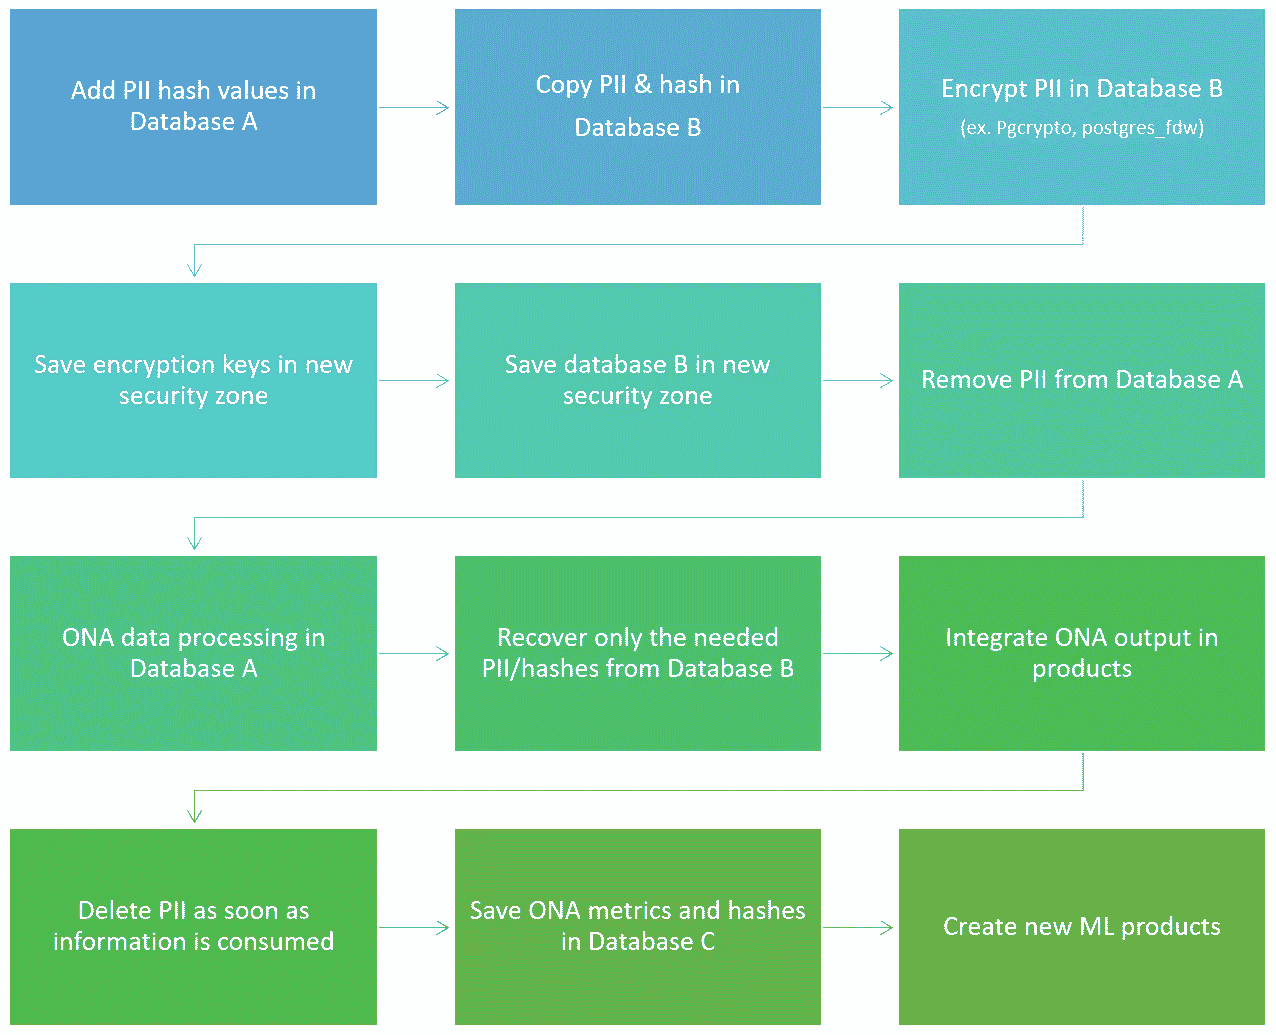 Add PII hash values in
Database A
Copy PII & hash in
Database B
Encrypt PII in Database B
(ex. Pgcrypto, postgres_fdw)
Save encryption keys in new
security zone
Save database B in new
security zone
Remove PII from Database A
ONA data processing in
Database A
Recover only the needed
PII/hashes from Database B
Integrate ONA output in
products
Delete PII as soon as
information is consumed
Save ONA metrics and hashes
in Database C
Create new ML products